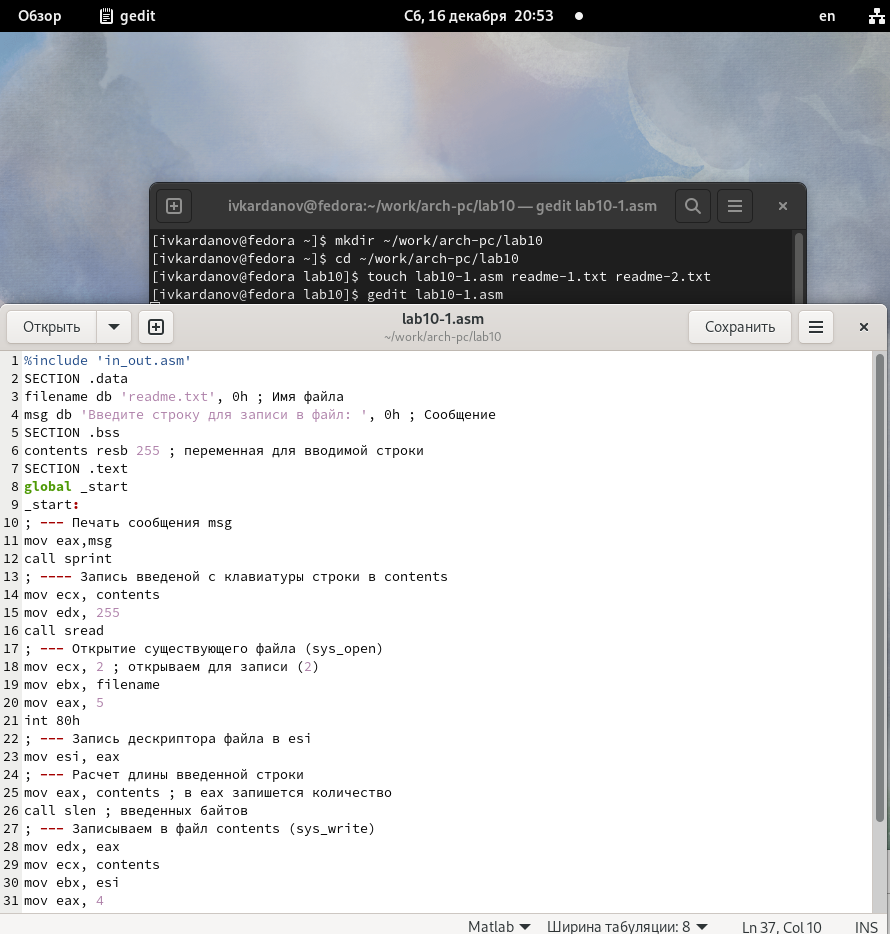 Обзор gedit Сб, 16 декабря 20:53 en
ivkardanov@fedora:~/work/arch-pc/lab10 — gedit lab10-1.asm
[ivkardanov@fedora ~]$ mkdir ~/work/arch-pc/lab10
[ivkardanov@fedora ~]$ cd ~/work/arch-pc/lab10
[ivkardanov@fedora lab10]$ touch lab10-1.asm readme-1.txt readme-2.txt
[ivkardanov@fedora lab10]$ gedit lab10-1.asm
Открыть lab10-1.asm Сохранить
~/work/arch-pc/lab10
1 %include 'in_out.asm'
2 SECTION .data
3 filename db 'readme.txt', 0h ; Имя файла
4 msg db 'Введите строку для записи в файл: ', 0h ; Сообщение
5 SECTION .bss
6 contents resb 255 ; переменная для вводимой строки
7 SECTION .text
8 global _start
9 _start:
10 ; --- Печать сообщения msg
11 mov eax,msg
12 call sprint
13 ; ---- Запись введеной с клавиатуры строки в contents
14 mov ecx, contents
15 mov edx, 255
16 call sread
17 ; --- Открытие существующего файла (sys_open)
18 mov ecx, 2 ; открываем для записи (2)
19 mov ebx, filename
20 mov eax, 5
21 int 80h
22 ; --- Запись дескриптора файла в esi
23 mov esi, eax
24 ; --- Расчет длины введенной строки
25 mov eax, contents ; в eax запишется количество
26 call slen ; введенных байтов
27 ; --- Записываем в файл contents (sys_write)
28 mov edx, eax
29 mov ecx, contents
30 mov ebx, esi
31 mov eax, 4
Matlab Ширина табуляции: 8 Ln 37, Col 10 INS